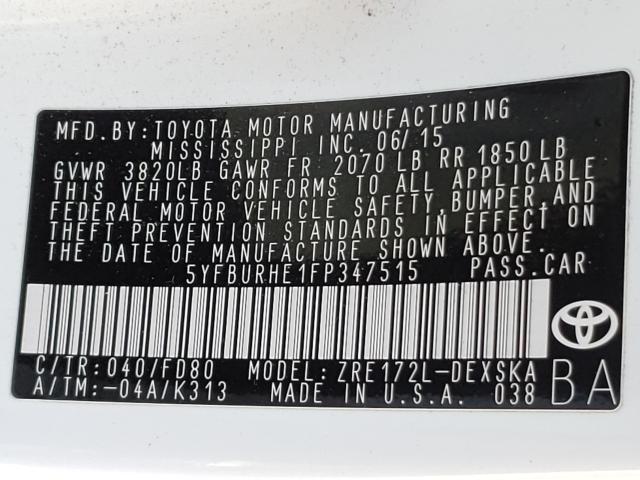 MFD. BY: TOYOTA MOTOR MANUFACTURING
MISSISSIPPI INC. 06/15
GVWR 3820LB GAWR FR 2070 LB RR 1850 LB
THIS VEHICLE CONFORMS TO ALL APPLICABLE
FEDERAL MOTOR VEHICLE SAFETY, BUMPER, AND
THEFT PREVENTION STANDARDS IN EFFECT ON
THE DATE OF MANUFACTURE SHOWN ABOVE.
5YFBURHE1FP347515 PASS. CAR
C/TR: 040/FD80 MODEL: ZRE172L-DEXSKA
A/TM:-04A/K313 MADE IN U.S.A. 038
BA